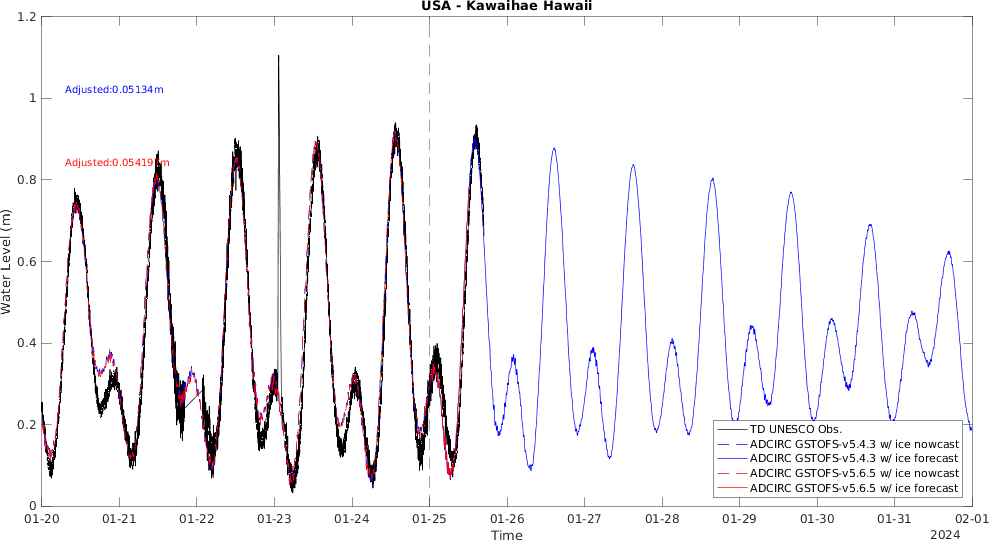 USA - Kawaihae Hawaii
1.2
1
0.8
0.6
0.4
0.2
0
Water Level (m)
Adjusted:0.05134m
Adjusted:0.05419 m
TD UNESCO Obs.
ADCIRC GSTOFS-v5.4.3 w/ ice nowcast
ADCIRC GSTOFS-v5.4.3 w/ ice forecast
ADCIRC GSTOFS-v5.6.5 w/ ice nowcast
ADCIRC GSTOFS-v5.6.5 w/ ice forecast
01-20 01-21 01-22 01-23 01-24 01-25 01-26 01-27 01-28 01-29 01-30 01-31 02-01
Time
2024